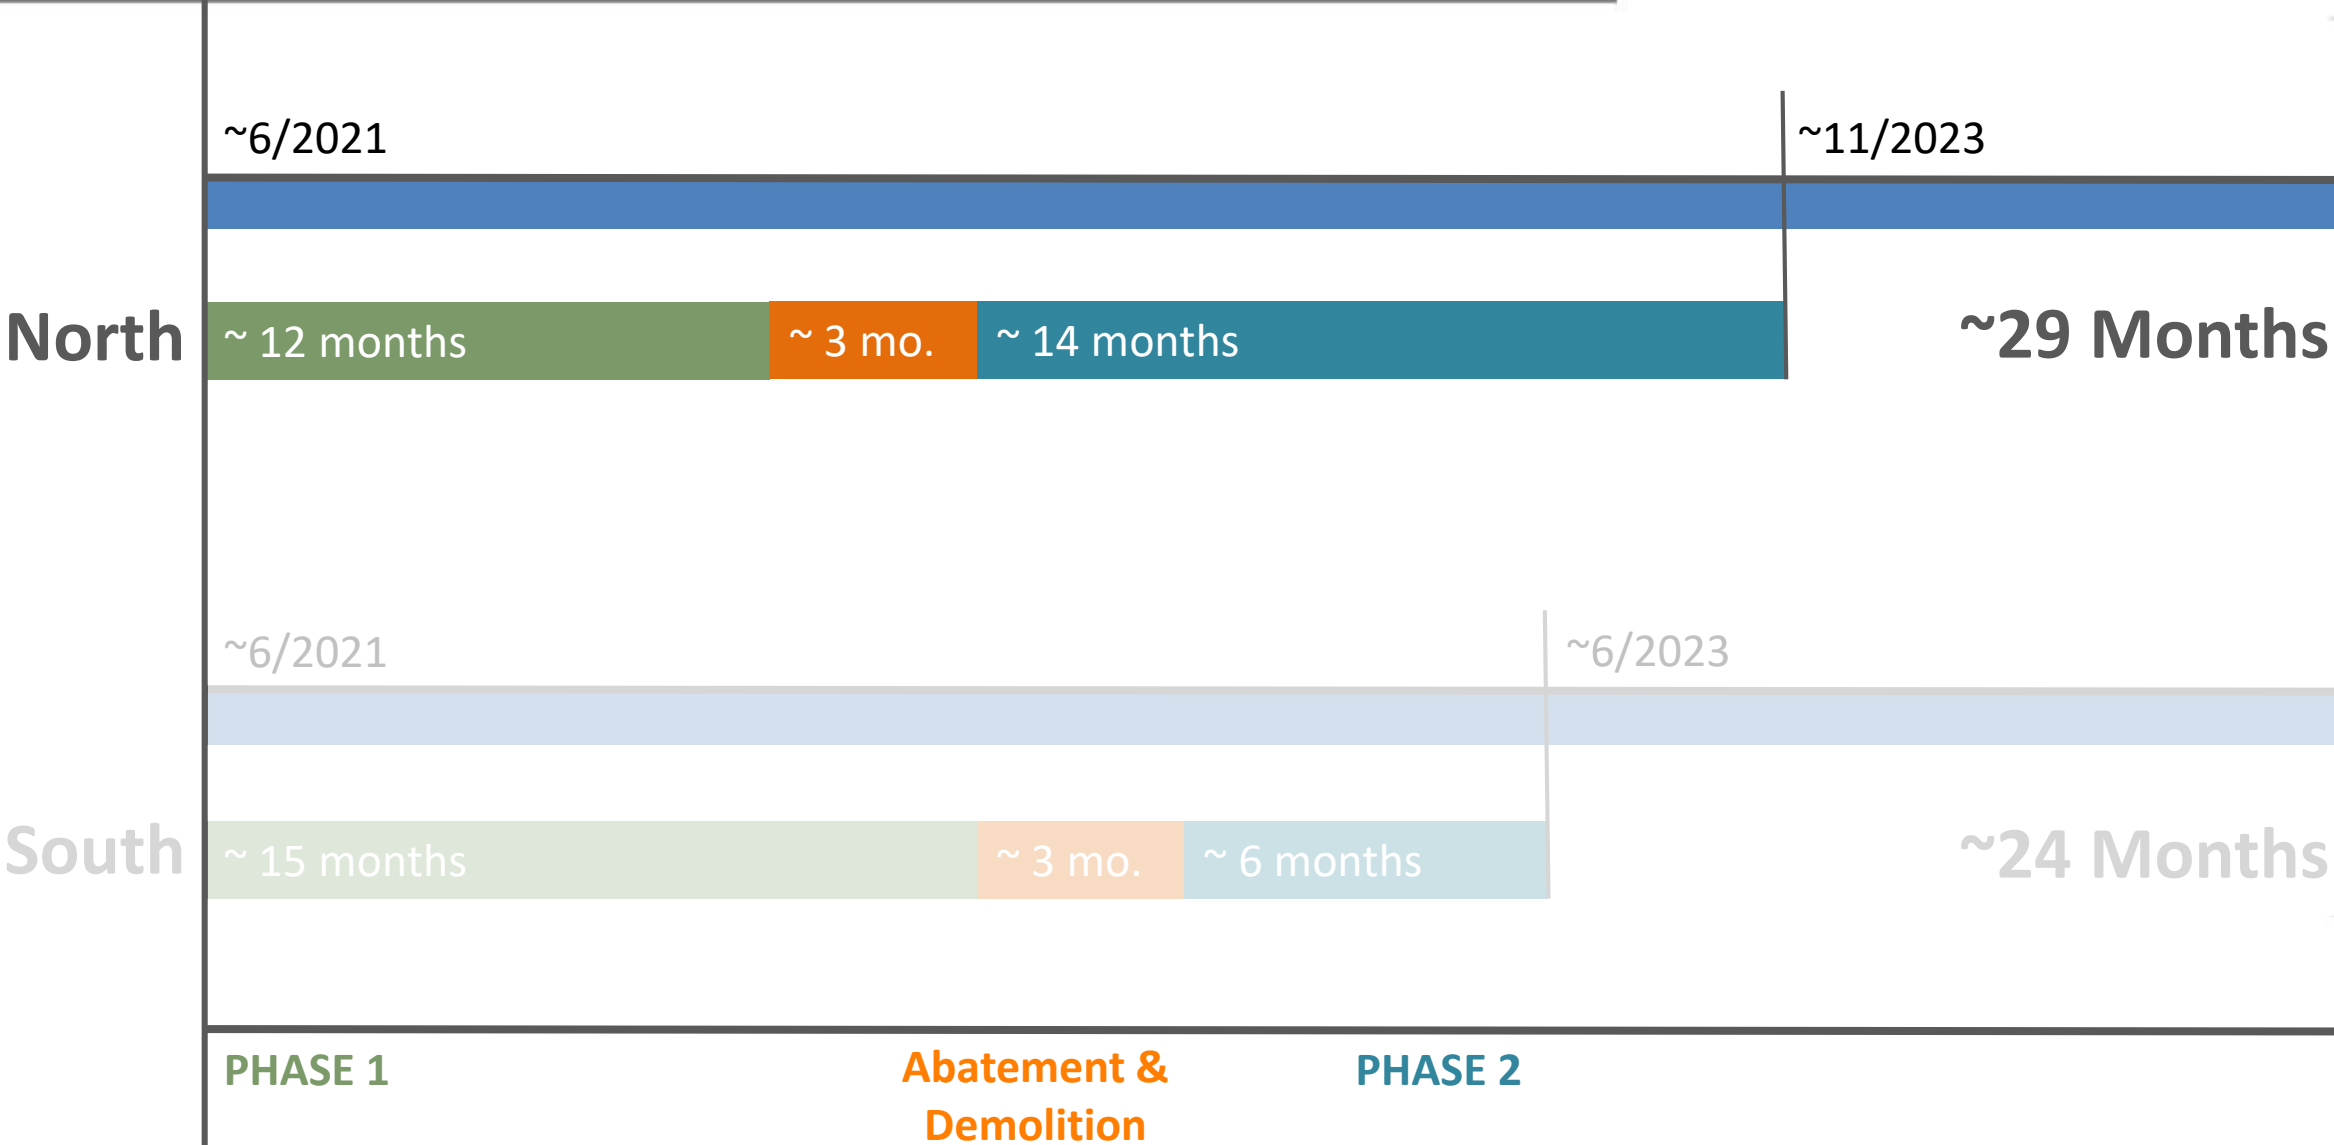 ~6/2021
~11/2023
North
~ 12 months
~ 3 mo.
~ 14 months
~29 Months
~6/2021
~6/2023
South
~ 15 months
~ 3 mo.
~ 6 months
~24 Months
PHASE 1
Abatement &
Demolition
PHASE 2